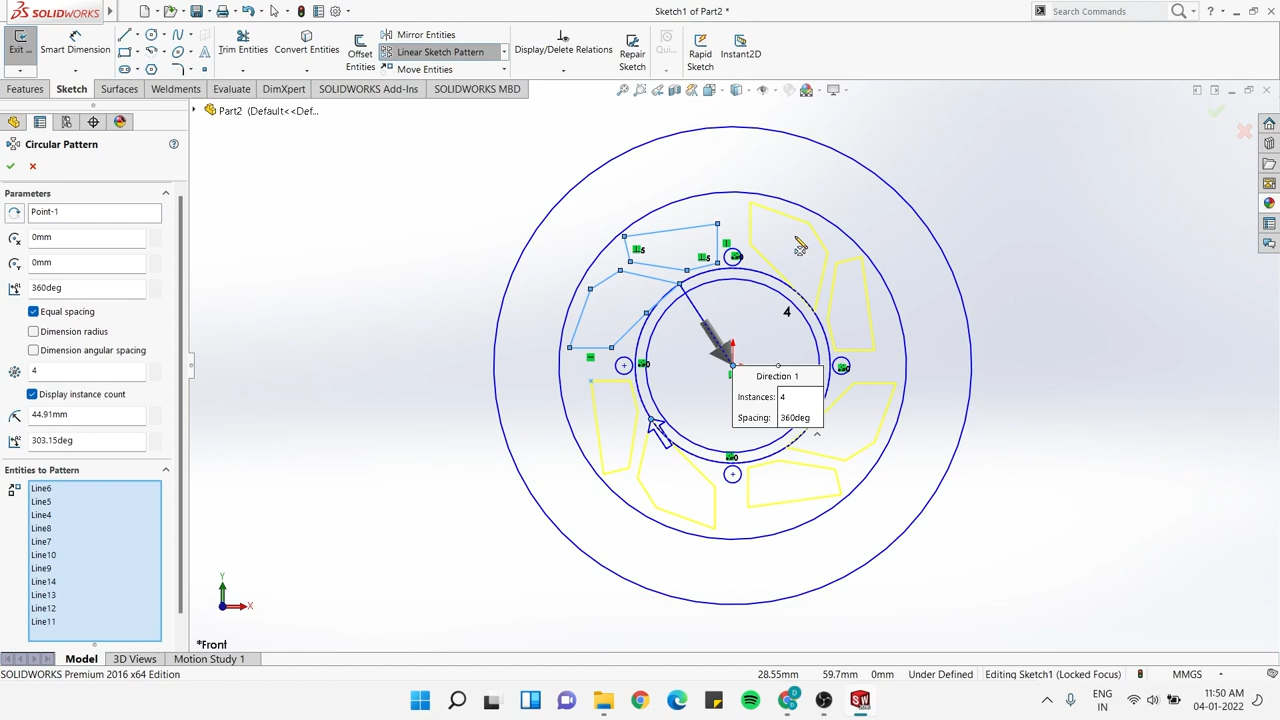 SOLIDWORKS
Sketch1 of Part2 *
Search Commands
Exit ...
Smart Dimension
Trim Entities
Convert Entities
Offset Entities
Mirror Entities
Linear Sketch Pattern
Move Entities
Display/Delete Relations
Repair Sketch
Qui...
Rapid Sketch
Instant2D
Features
Sketch
Surfaces
Weldments
Evaluate
DimXpert
SOLIDWORKS Add-Ins
SOLIDWORKS MBD
Part2 (Default<<Def...
Circular Pattern
Parameters
Point-1
0mm
0mm
360deg
Equal spacing
Dimension radius
Dimension angular spacing
4
Display instance count
44.91mm
303.15deg
Entities to Pattern
Line6
Line5
Line4
Line8
Line7
Line10
Line9
Line14
Line13
Line12
Line11
4
Direction 1
Instances: 4
Spacing: 360deg
Y
X
*Front
Model
3D Views
Motion Study 1
SOLIDWORKS Premium 2016 x64 Edition
28.55mm
59.7mm
0mm
Under Defined
Editing Sketch1 (Locked Focus)
MMGS
ENG
IN
11:50 AM
04-01-2022